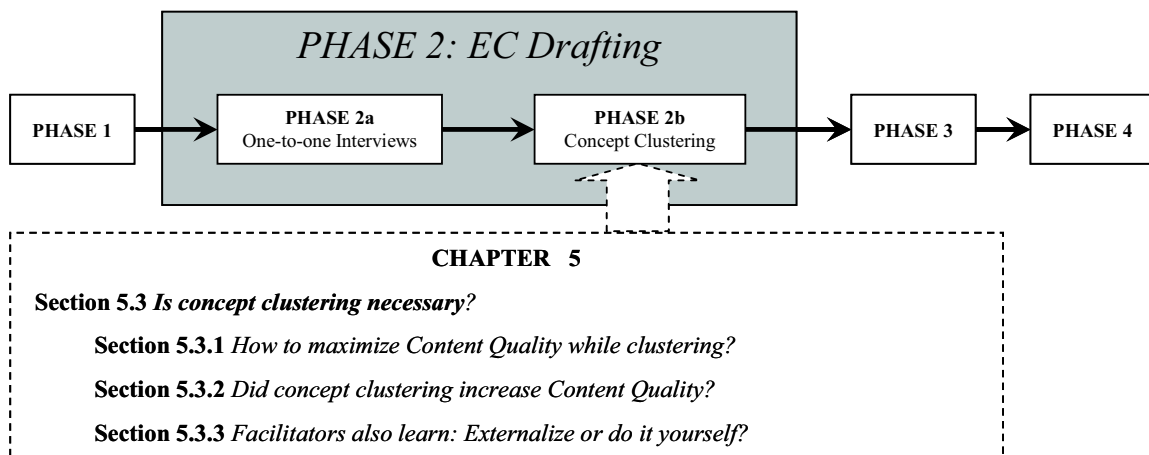 PHASE 2: EC Drafting
PHASE 1
PHASE 2a
One-to-one Interviews
PHASE 2b
Concept Clustering
PHASE 3
PHASE 4
CHAPTER 5
Section 5.3 Is concept clustering necessary?
Section 5.3.1 How to maximize Content Quality while clustering?
Section 5.3.2 Did concept clustering increase Content Quality?
Section 5.3.3 Facilitators also learn: Externalize or do it yourself?